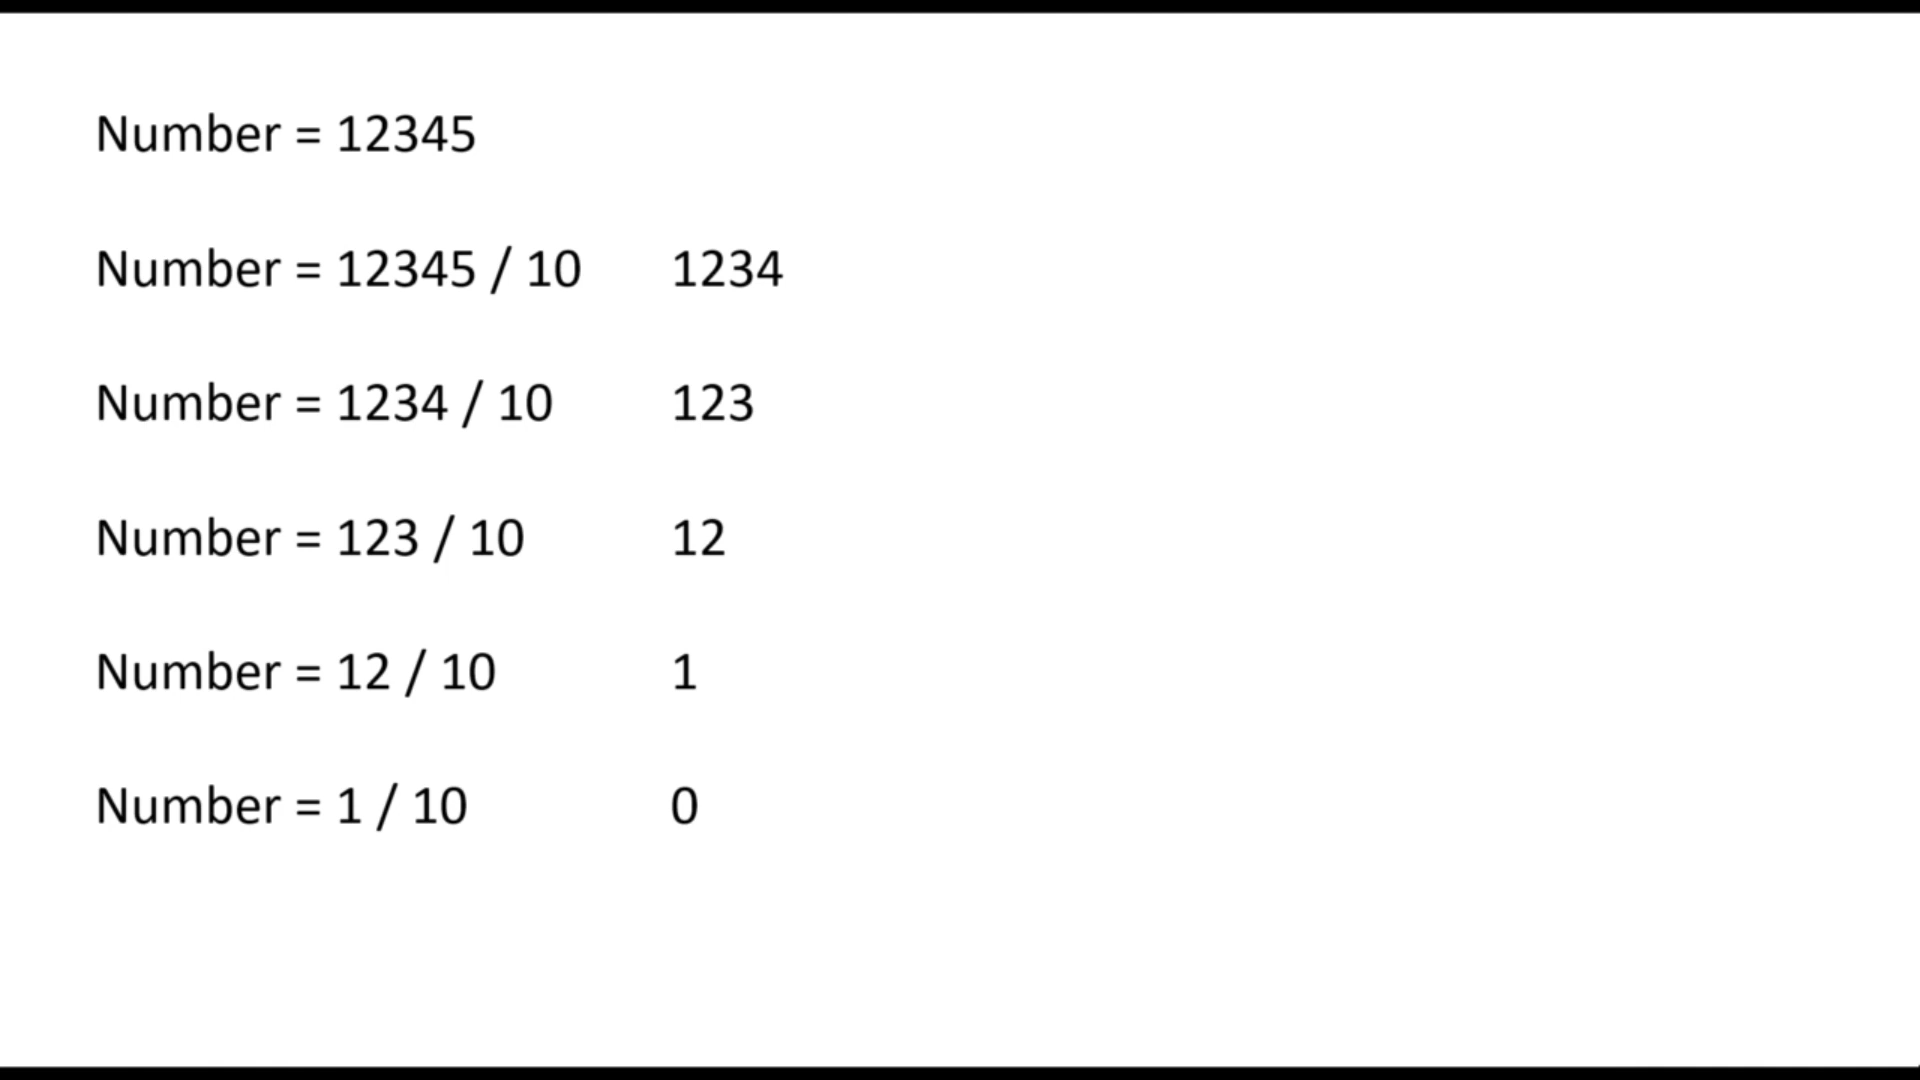 Number = 12345
Number = 12345 / 10 1234
Number = 1234 / 10 123
Number = 123 / 10 12
Number = 12 / 10 1
Number = 1 / 10 0